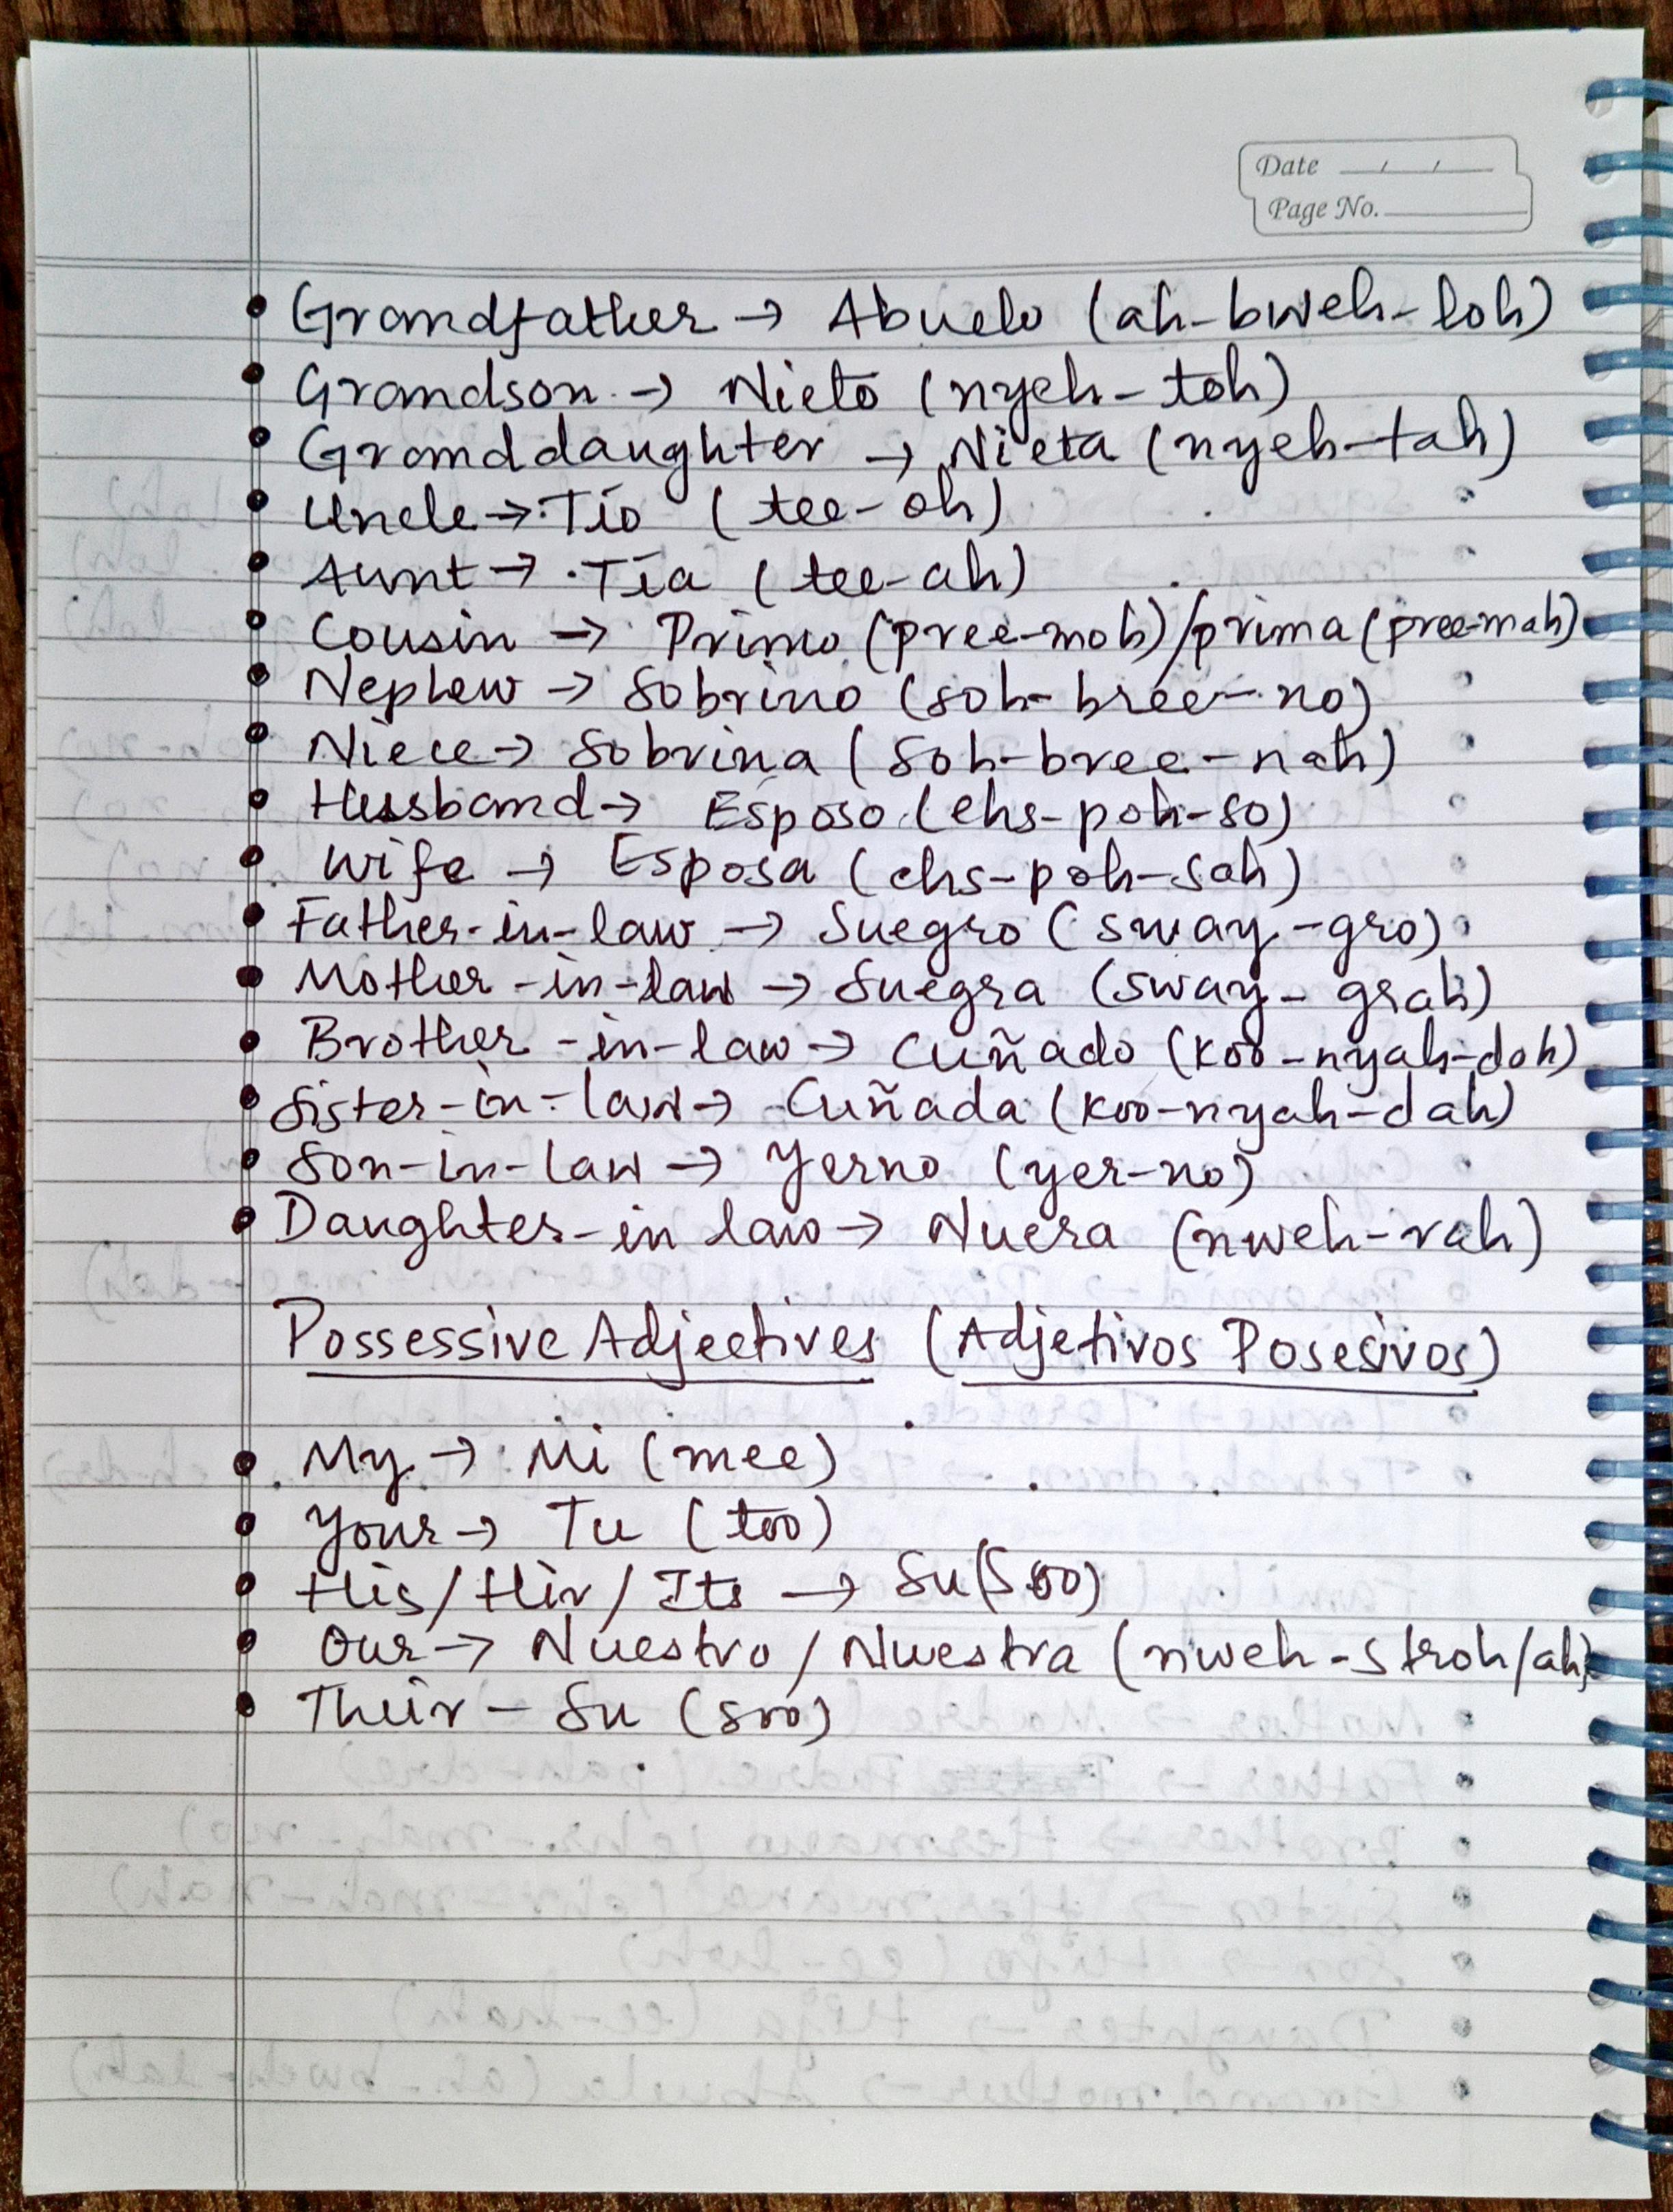 Date / /
Page No.
• Grandfather → Abuelo (ah-bweh-loh)
• Grandson → Nieto (nyeh-toh)
• Granddaughter → Nieta (nyeh-tah)
• Uncle → Tío (tee-oh)
• Aunt → Tía (tee-ah)
• Cousin → Primo (pree-moh)/prima (pree-mah)
• Nephew → Sobrino (soh-bree-no)
• Niece → Sobrina (soh-bree-nah)
• Husband → Esposo (ehs-poh-so)
• Wife → Esposa (ehs-poh-sah)
• Father-in-law → Suegro (sway-gro)
• Mother-in-law → Suegra (sway-grah)
• Brother-in-law → Cuñado (koo-nyah-doh)
• Sister-in-law → Cuñada (koo-nyah-dah)
• Son-in-law → Yerno (yer-no)
• Daughter-in law → Nuera (nweh-rah)
Possessive Adjectives (Adjetivos Posesivos)
• My → Mi (mee)
• Your → Tu (too)
• His/Hir/Its → Su (Soo)
• Our → Nuestro/Nuestra (nweh-stroh/ah)
• Their - Su (soo)